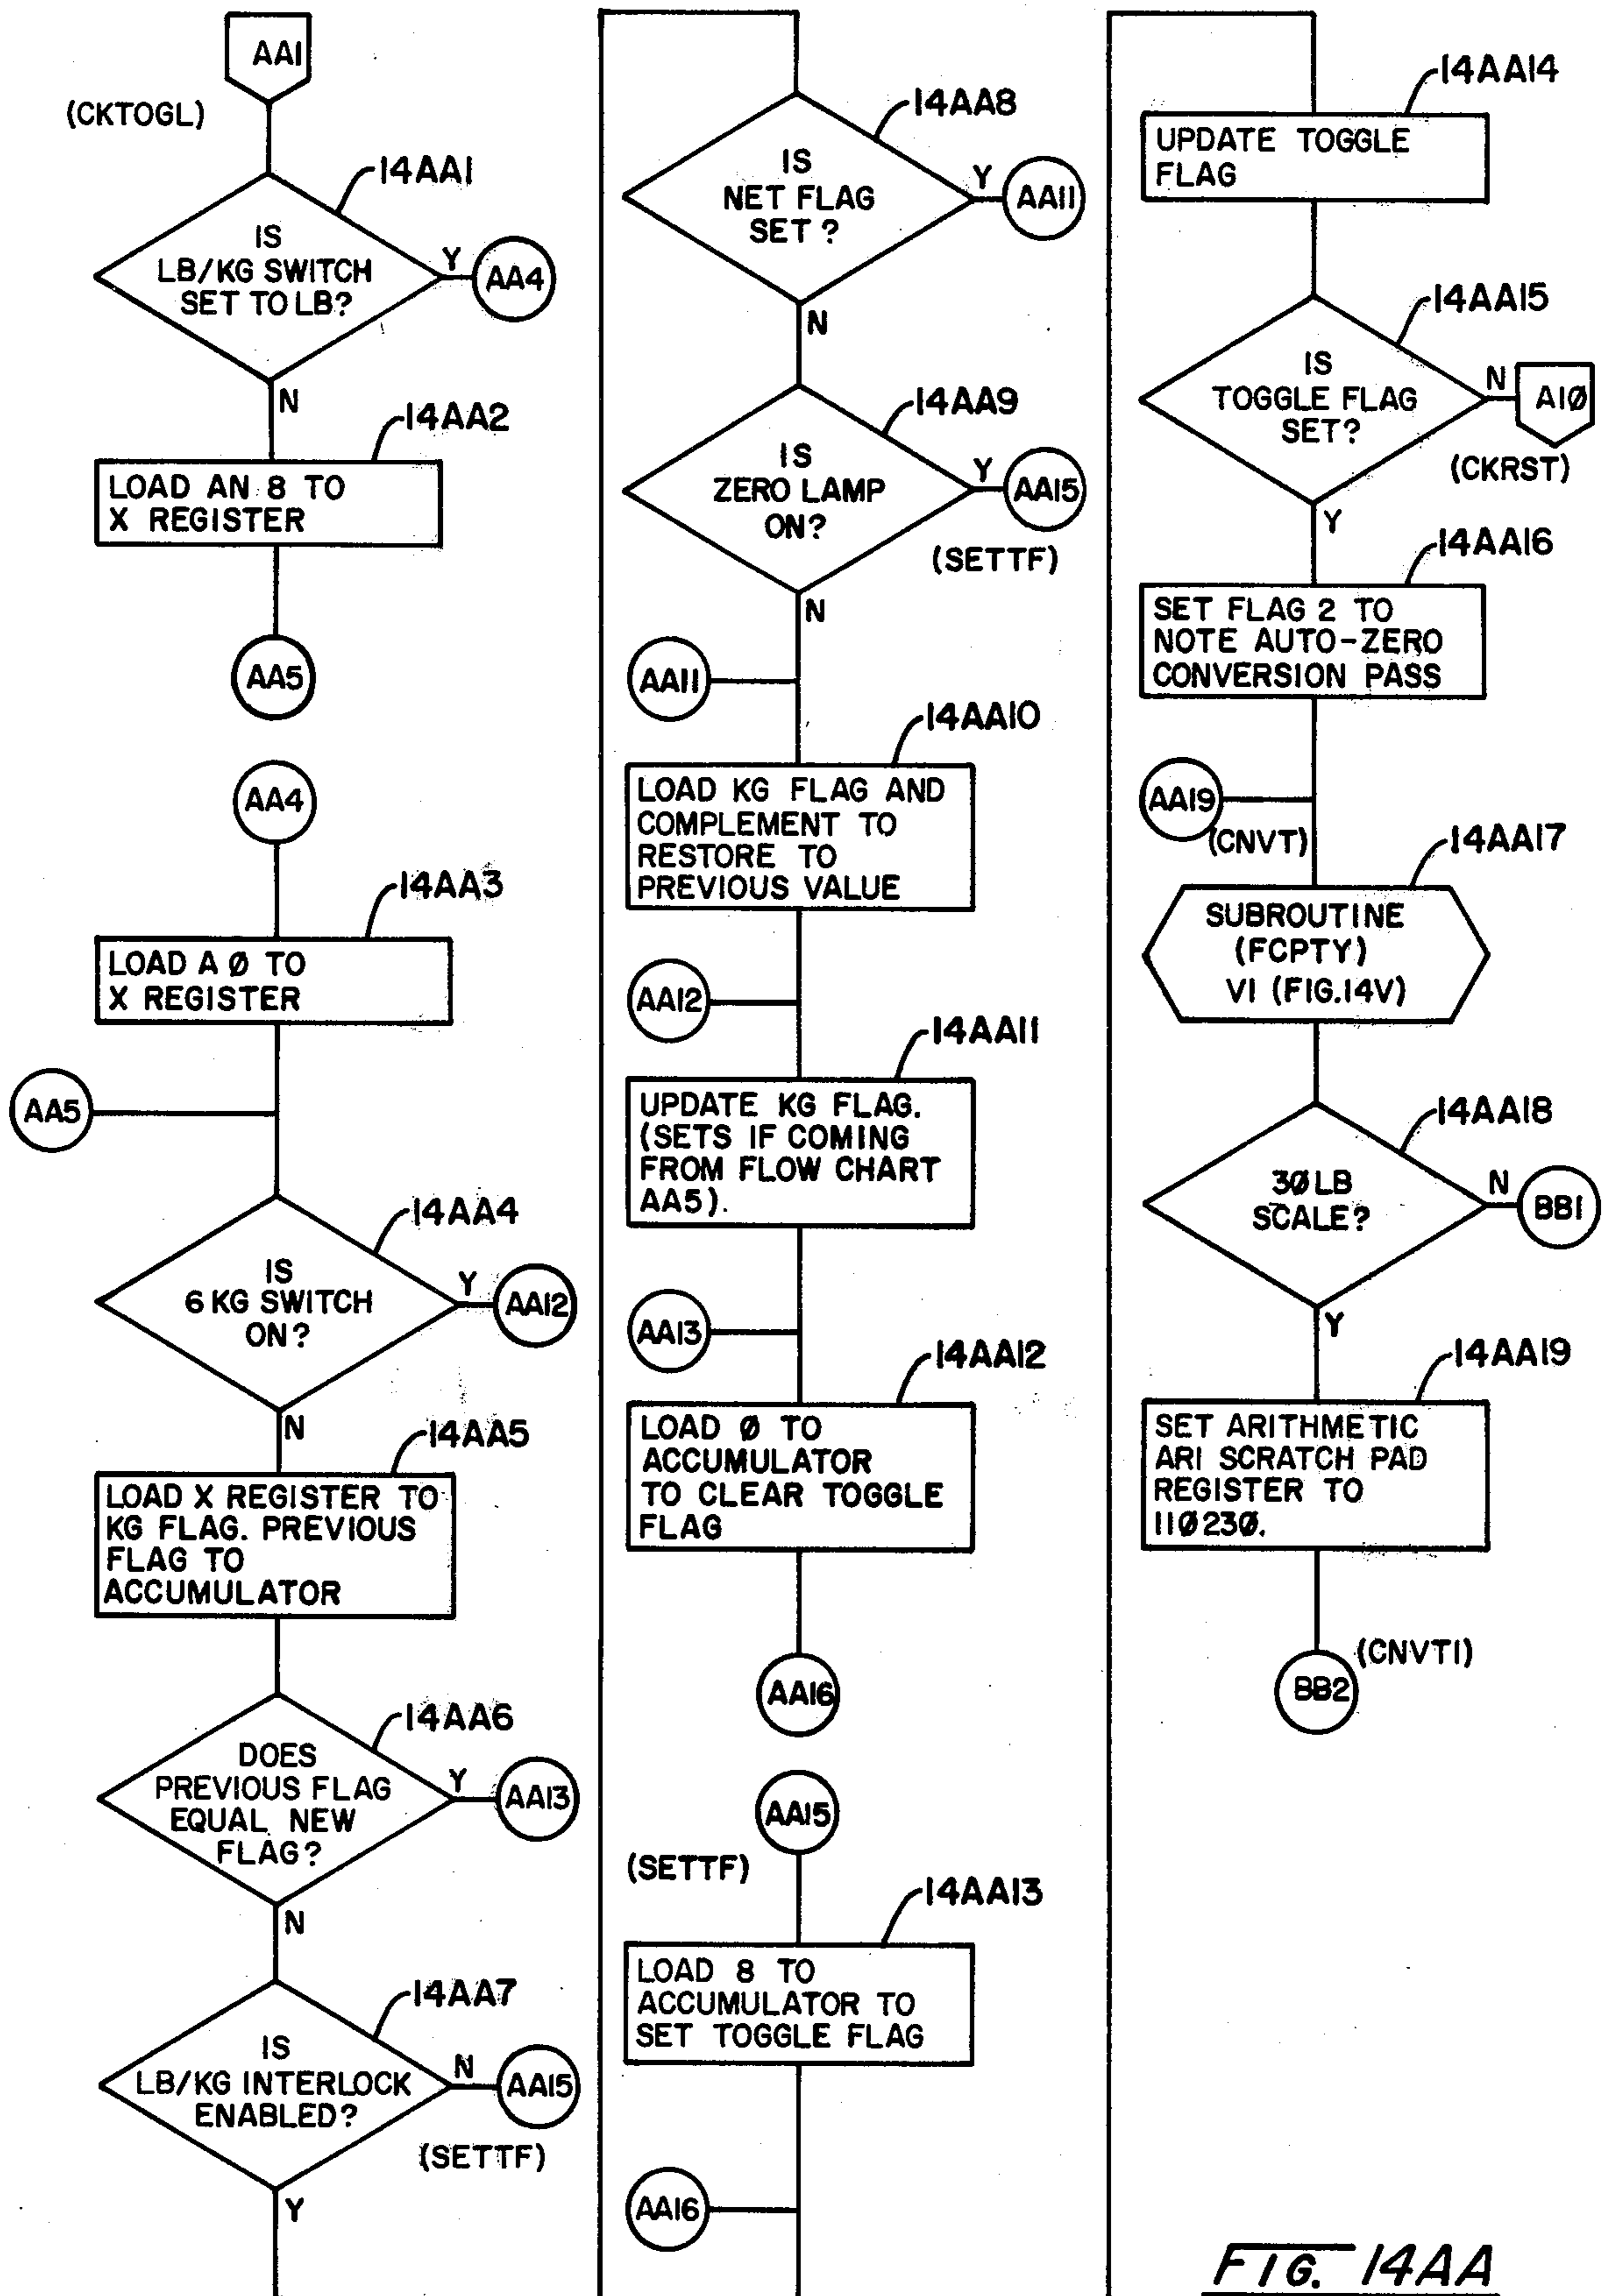 AA1
(CKTOGL)
14AA1
IS
LB/KG SWITCH
SET TO LB?
Y
AA4
N
14AA2
LOAD AN 8 TO
X REGISTER
AA5
AA4
14AA3
LOAD A Ø TO
X REGISTER
AA5
14AA4
IS
6 KG SWITCH
ON?
Y
AA12
N
14AA5
LOAD X REGISTER TO
KG FLAG. PREVIOUS
FLAG TO
ACCUMULATOR
14AA6
DOES
PREVIOUS FLAG
EQUAL NEW
FLAG?
Y
AA13
N
14AA7
IS
LB/KG INTERLOCK
ENABLED?
N
AA15
(SETTF)
Y
14AA8
IS
NET FLAG
SET?
Y
AA11
N
14AA9
IS
ZERO LAMP
ON?
Y
AA15
(SETTF)
N
AA11
14AA10
LOAD KG FLAG AND
COMPLEMENT TO
RESTORE TO
PREVIOUS VALUE
AA12
14AA11
UPDATE KG FLAG.
(SETS IF COMING
FROM FLOW CHART
AA5).
AA13
14AA12
LOAD Ø TO
ACCUMULATOR
TO CLEAR TOGGLE
FLAG
AA16
AA15
(SETTF)
14AA13
LOAD 8 TO
ACCUMULATOR TO
SET TOGGLE FLAG
AA16
14AA14
UPDATE TOGGLE
FLAG
14AA15
IS
TOGGLE FLAG
SET?
N
A1Ø
(CKRST)
Y
14AA16
SET FLAG 2 TO
NOTE AUTO-ZERO
CONVERSION PASS
AA19
(CNVT)
14AA17
SUBROUTINE
(FCPTY)
V1 (FIG.14V)
14AA18
3Ø LB
SCALE?
N
BB1
Y
14AA19
SET ARITHMETIC
AR1 SCRATCH PAD
REGISTER TO
11Ø23Ø.
(CNVT1)
BB2
FIG. 14AA